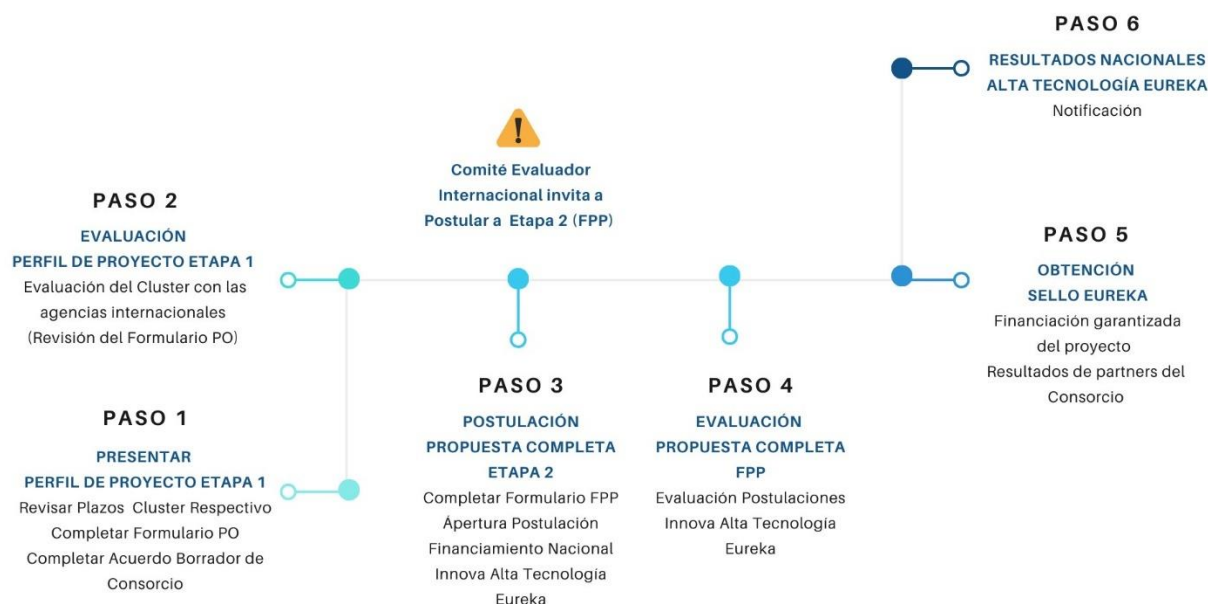 PASO 6
RESULTADOS NACIONALES
ALTA TECNOLOGÍA EUREKA
Notificación
Comité Evaluador
Internacional invita a
Postular a Etapa 2 (FPP)
PASO 2
EVALUACIÓN
PERFIL DE PROYECTO ETAPA 1
Evaluación del Cluster con las
agencias internacionales
(Revisión del Formulario PO)
PASO 5
OBTENCIÓN
SELLO EUREKA
Financiación garantizada
del proyecto
Resultados de partners del
Consorcio
PASO 1
PRESENTAR
PERFIL DE PROYECTO ETAPA 1
Revisar Plazos Cluster Respectivo
Completar Formulario PO
Completar Acuerdo Borrador de
Consorcio
PASO 3
POSTULACIÓN
PROPUESTA COMPLETA
ETAPA 2
Completar Formulario FPP
Ápertura Postulación
Financiamiento Nacional
Innova Alta Tecnología
Eureka
PASO 4
EVALUACIÓN
PROPUESTA COMPLETA
FPP
Evaluación Postulaciones
Innova Alta Tecnología
Eureka